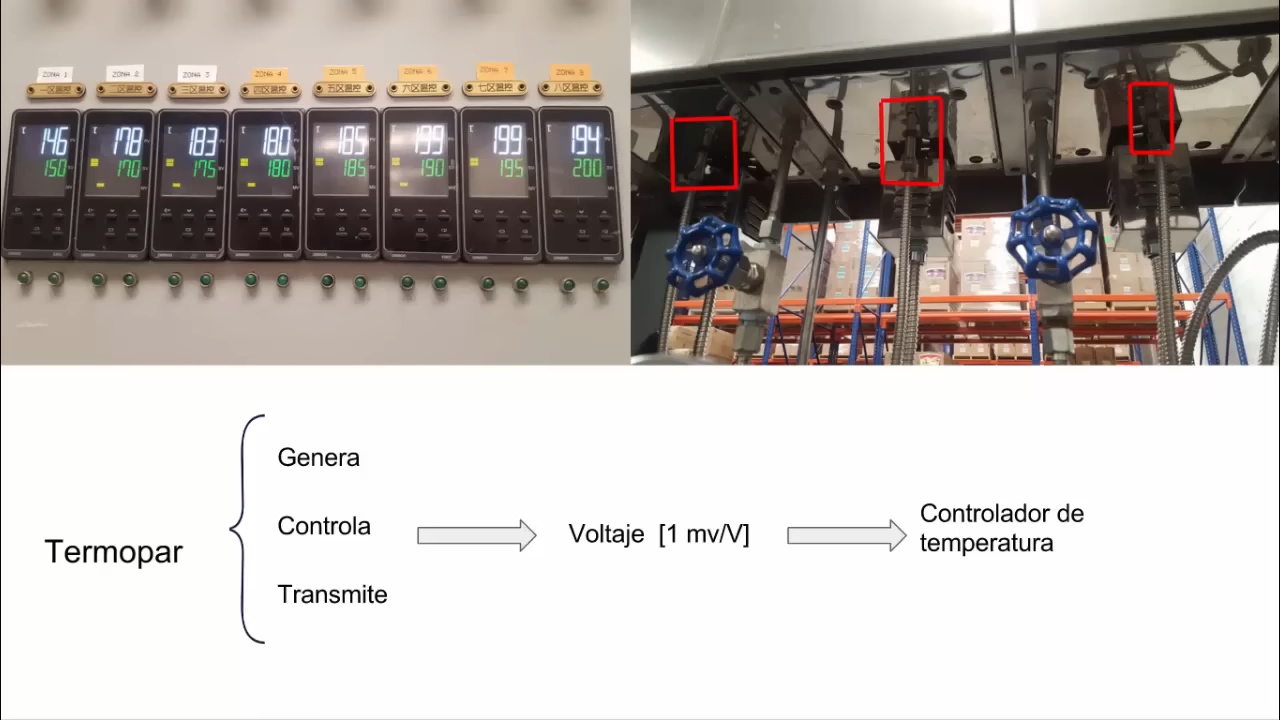 ZONA 1
ZONA 2
ZONA 3
ZONA 4
ZONA 5
ZONA 6
ZONA 7
ZONA 8
一区温控
二区温控
三区温控
四区温控
五区温控
六区温控
七区温控
八区温控
146
178
183
180
185
199
199
194
150
170
175
180
185
190
195
200
Genera
Controla
Transmite
Termopar
Voltaje [1 mv/V]
Controlador de
temperatura